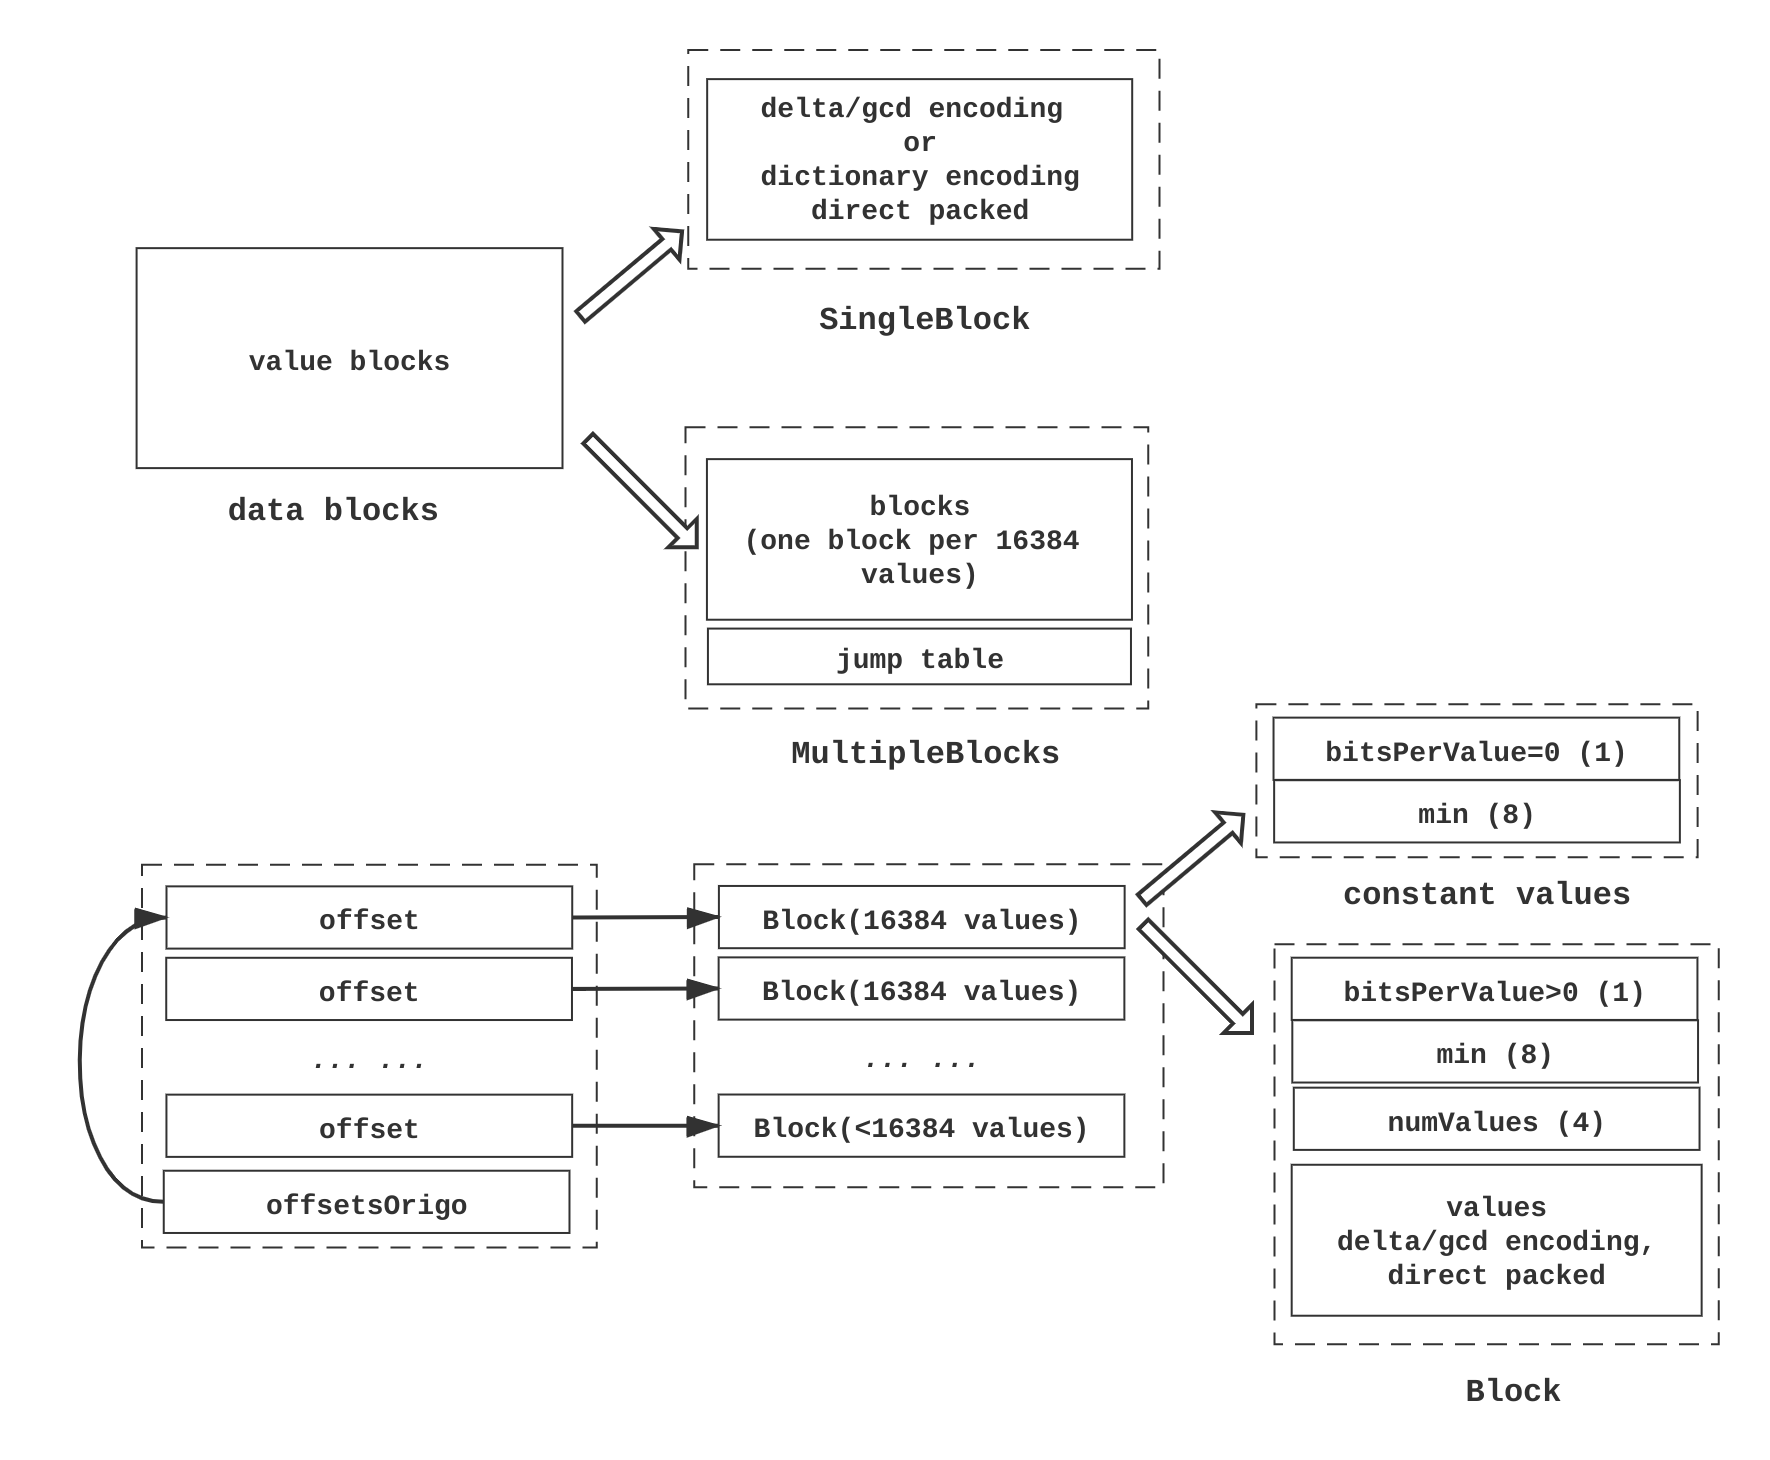 delta/gcd encoding
or
dictionary encoding
direct packed
SingleBlock
value blocks
data blocks
blocks
(one block per 16384
values)
jump table
MultipleBlocks
bitsPerValue=0 (1)
min (8)
constant values
offset
offset
... ...
offset
offsetsOrigo
Block(16384 values)
Block(16384 values)
... ...
Block(<16384 values)
bitsPerValue>0 (1)
min (8)
numValues (4)
values
delta/gcd encoding,
direct packed
Block